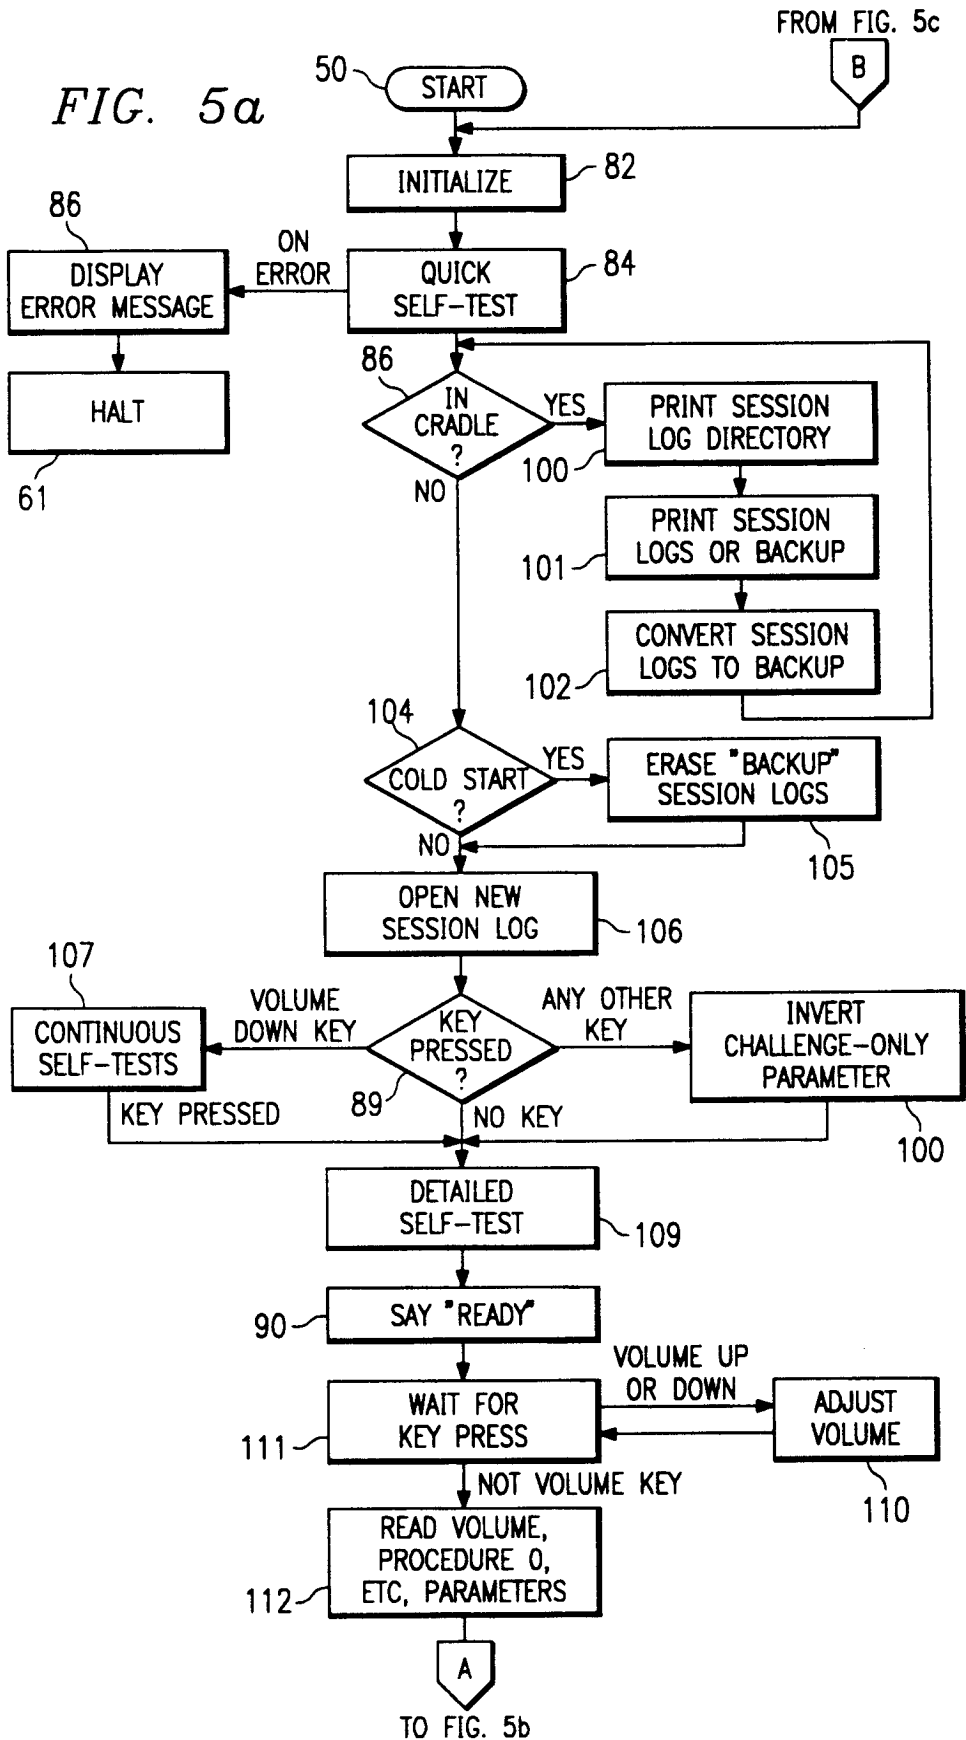 FROM FIG. 5c
B
FIG. 5a
50
START
INITIALIZE
82
86
ON
ERROR
DISPLAY
ERROR MESSAGE
QUICK
SELF-TEST
84
HALT
61
86
IN
CRADLE
?
YES
NO
PRINT SESSION
LOG DIRECTORY
100
PRINT SESSION
LOGS OR BACKUP
101
CONVERT SESSION
LOGS TO BACKUP
102
104
COLD START
?
YES
NO
ERASE "BACKUP"
SESSION LOGS
105
OPEN NEW
SESSION LOG
106
107
CONTINUOUS
SELF-TESTS
VOLUME
DOWN KEY
KEY
PRESSED
?
89
ANY OTHER
KEY
INVERT
CHALLENGE-ONLY
PARAMETER
100
KEY PRESSED
NO KEY
DETAILED
SELF-TEST
109
SAY "READY"
90
WAIT FOR
KEY PRESS
111
VOLUME UP
OR DOWN
ADJUST
VOLUME
110
NOT VOLUME KEY
READ VOLUME,
PROCEDURE 0,
ETC, PARAMETERS
112
A
TO FIG. 5b